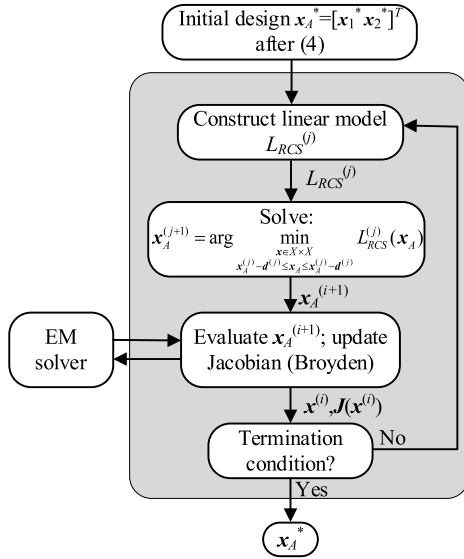 Initial design x_A^*=[x_1^* x_2^*]^T
after (4)
Construct linear model
L_RCS^(j)
L_RCS^(j)
Solve:
x_A^(j+1) = arg min L_RCS^(j)(x_A)
x∈X×X
x_A^(j)−d^(j)≤x_A≤x_A^(j)−d^(j)
x_A^(i+1)
EM
solver
Evaluate x_A^(i+1); update
Jacobian (Broyden)
x^(i),J(x^(i))
Termination
condition?
No
Yes
x_A^*